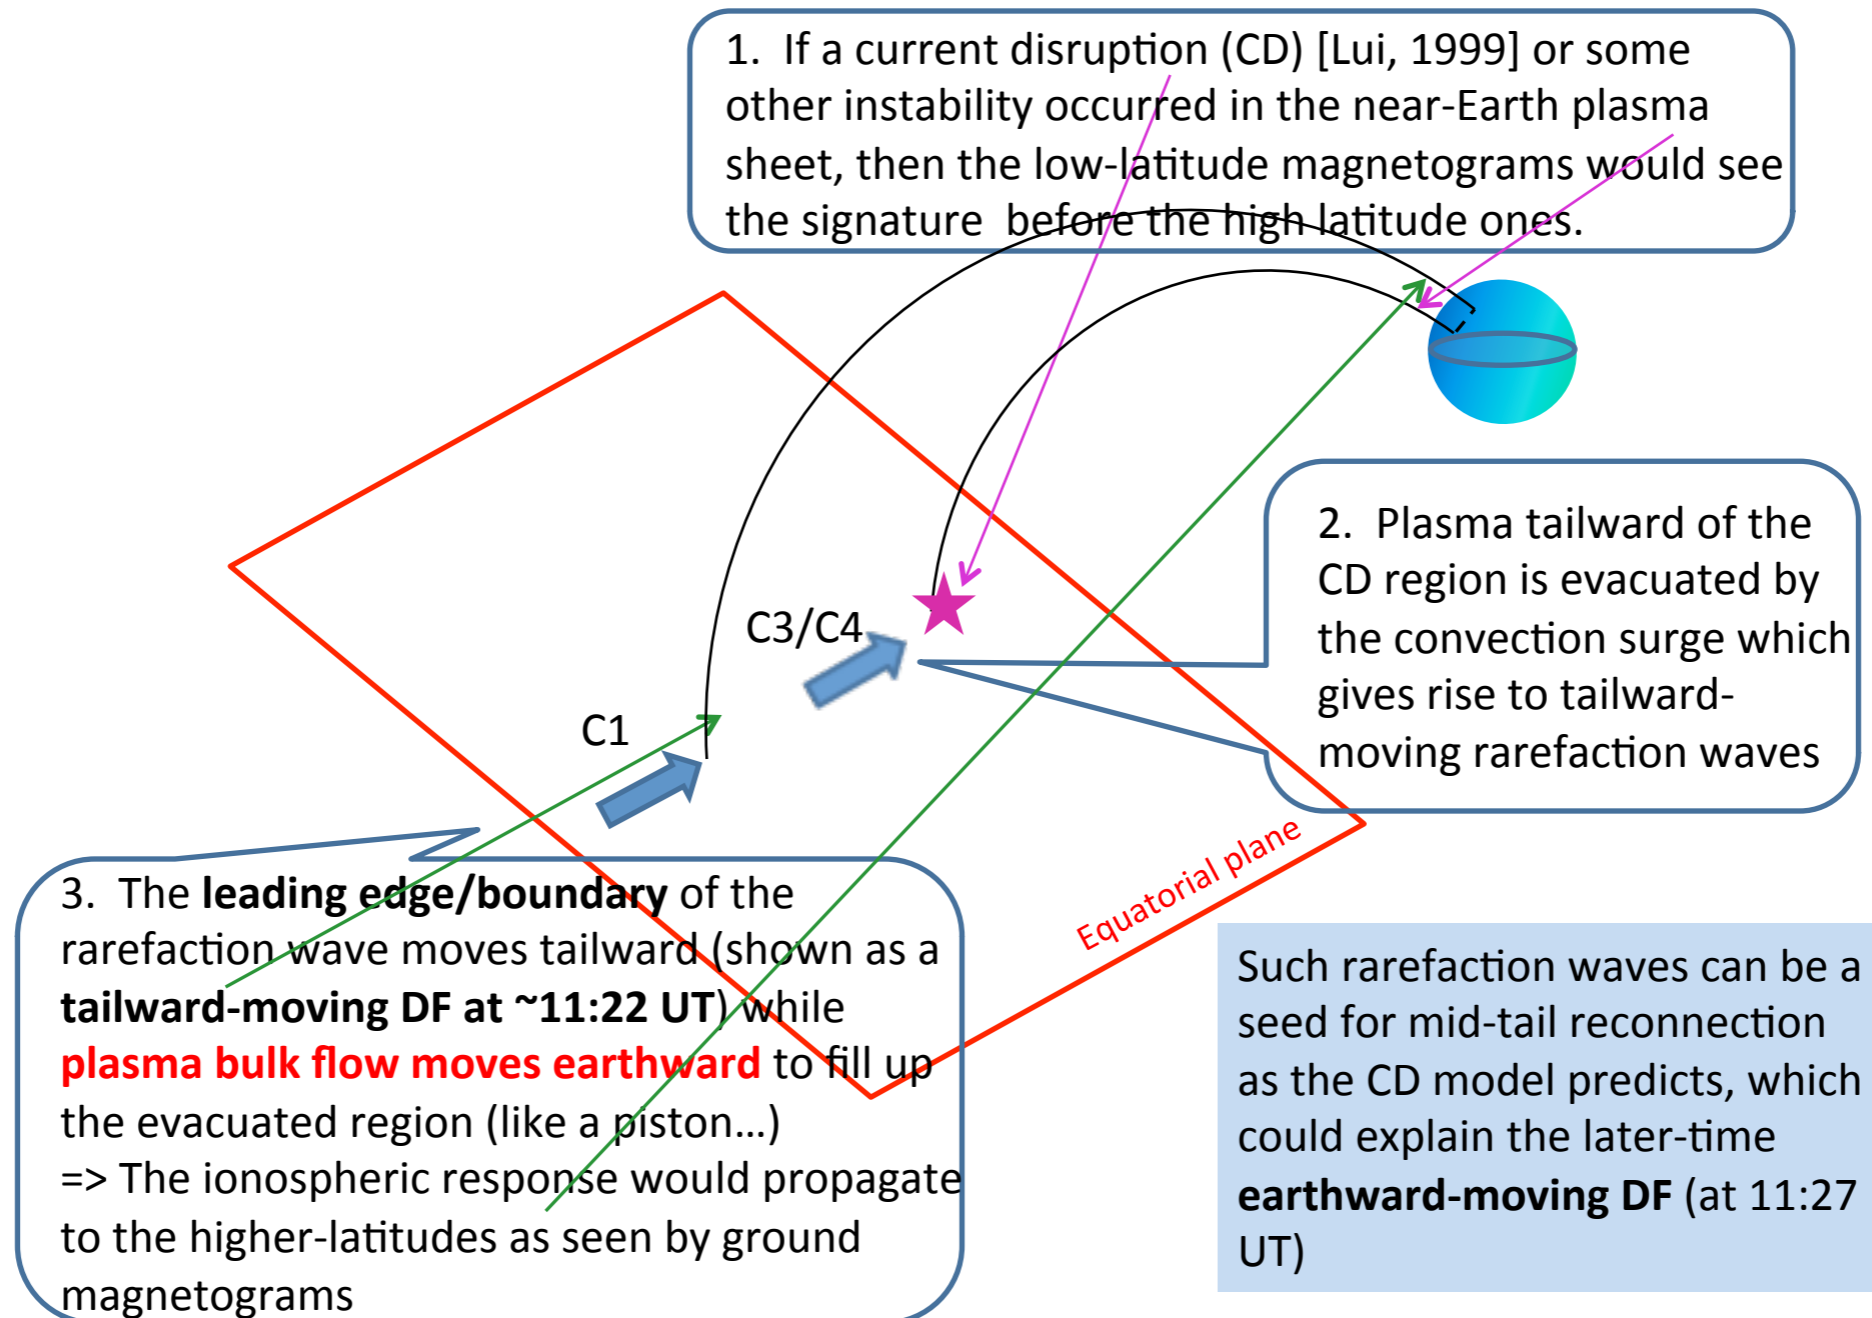 1. If a current disruption (CD) [Lui, 1999] or some
other instability occurred in the near-Earth plasma
sheet, then the low-latitude magnetograms would see
the signature before the high latitude ones.
C3/C4
C1
2. Plasma tailward of the
CD region is evacuated by
the convection surge which
gives rise to tailward-
moving rarefaction waves
Equatorial plane
3. The leading edge/boundary of the
rarefaction wave moves tailward (shown as a
tailward-moving DF at ~11:22 UT) while
plasma bulk flow moves earthward to fill up
the evacuated region (like a piston…)
=> The ionospheric response would propagate
to the higher-latitudes as seen by ground
magnetograms
Such rarefaction waves can be a
seed for mid-tail reconnection
as the CD model predicts, which
could explain the later-time
earthward-moving DF (at 11:27
UT)